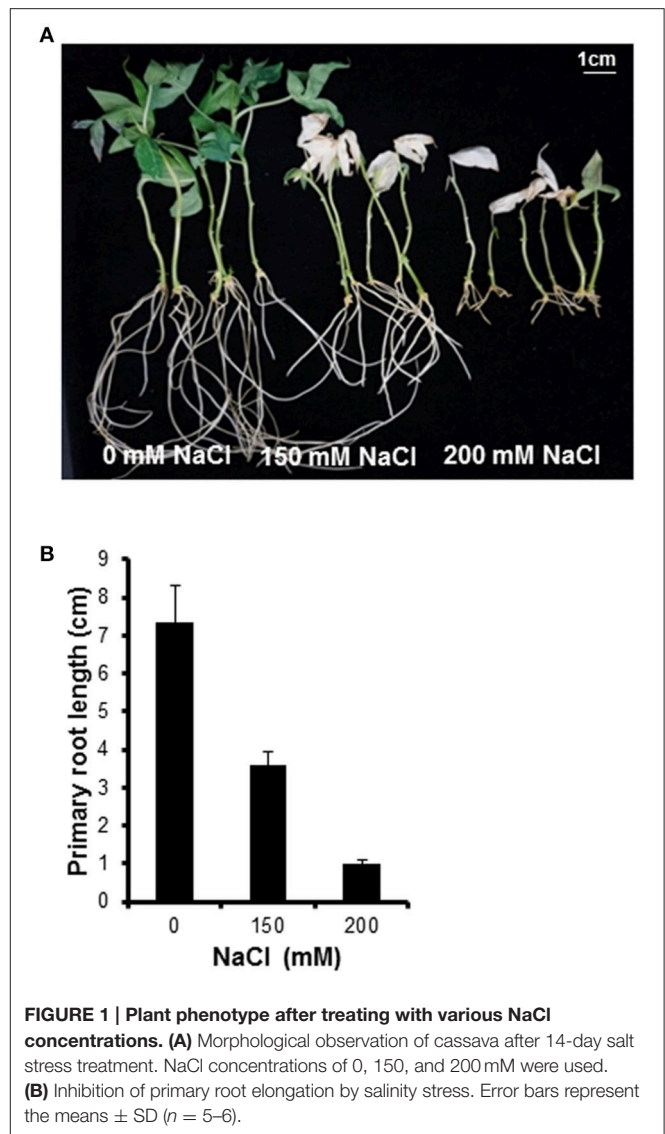 A
1cm
0 mM NaCl 150 mM NaCl 200 mM NaCl
B
Primary root length (cm)
9
8
7
6
5
4
3
2
1
0
0 150 200
NaCl (mM)
FIGURE 1 | Plant phenotype after treating with various NaCl
concentrations. (A) Morphological observation of cassava after 14-day salt
stress treatment. NaCl concentrations of 0, 150, and 200 mM were used.
(B) Inhibition of primary root elongation by salinity stress. Error bars represent
the means ± SD (n = 5–6).